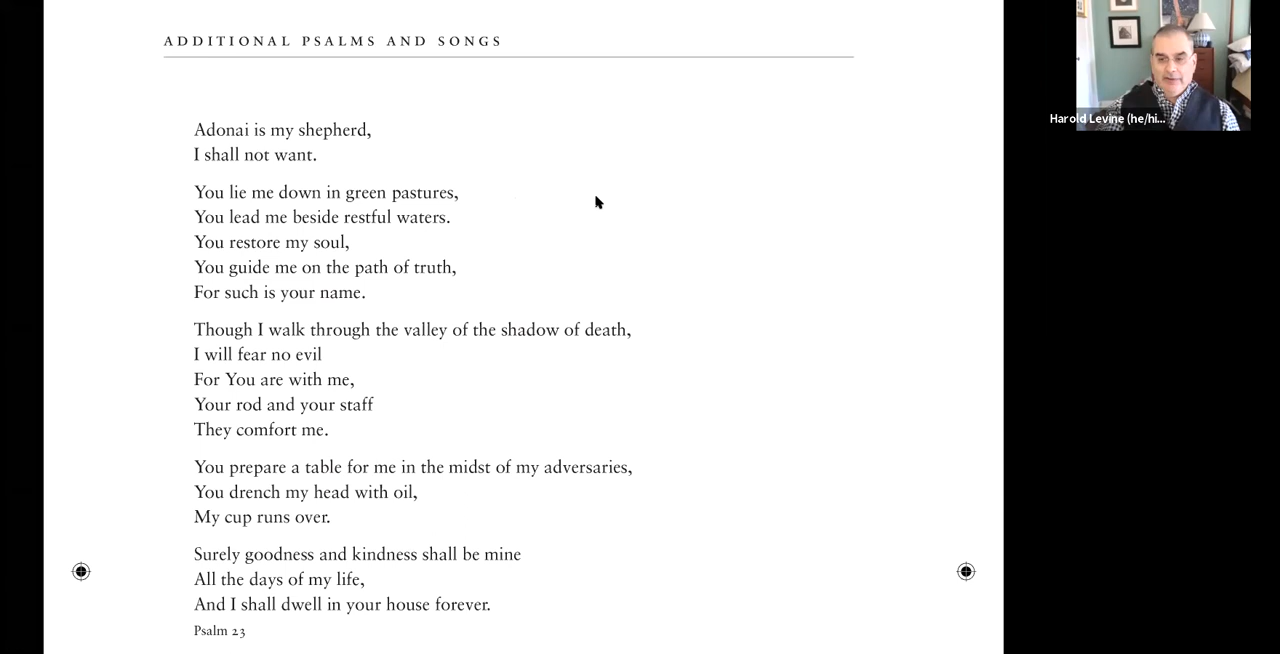 ADDITIONAL PSALMS AND SONGS
Adonai is my shepherd,
I shall not want.
You lie me down in green pastures,
You lead me beside restful waters.
You restore my soul,
You guide me on the path of truth,
For such is your name.
Though I walk through the valley of the shadow of death,
I will fear no evil
For You are with me,
Your rod and your staff
They comfort me.
You prepare a table for me in the midst of my adversaries,
You drench my head with oil,
My cup runs over.
Surely goodness and kindness shall be mine
All the days of my life,
And I shall dwell in your house forever.
Psalm 23
Harold Levine (he/hi...